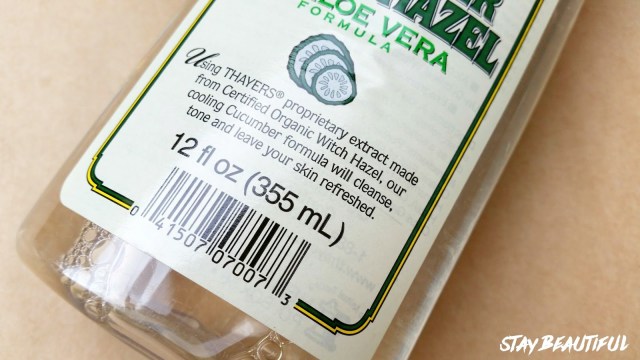 HAZEL
ALOE VERA
FORMULA
Using THAYERS® proprietary extract made
from Certified Organic Witch Hazel, our
cooling Cucumber formula will cleanse,
tone and leave your skin refreshed.
12 fl oz (355 mL)
0 41507 07007 3
STAY BEAUTIFUL